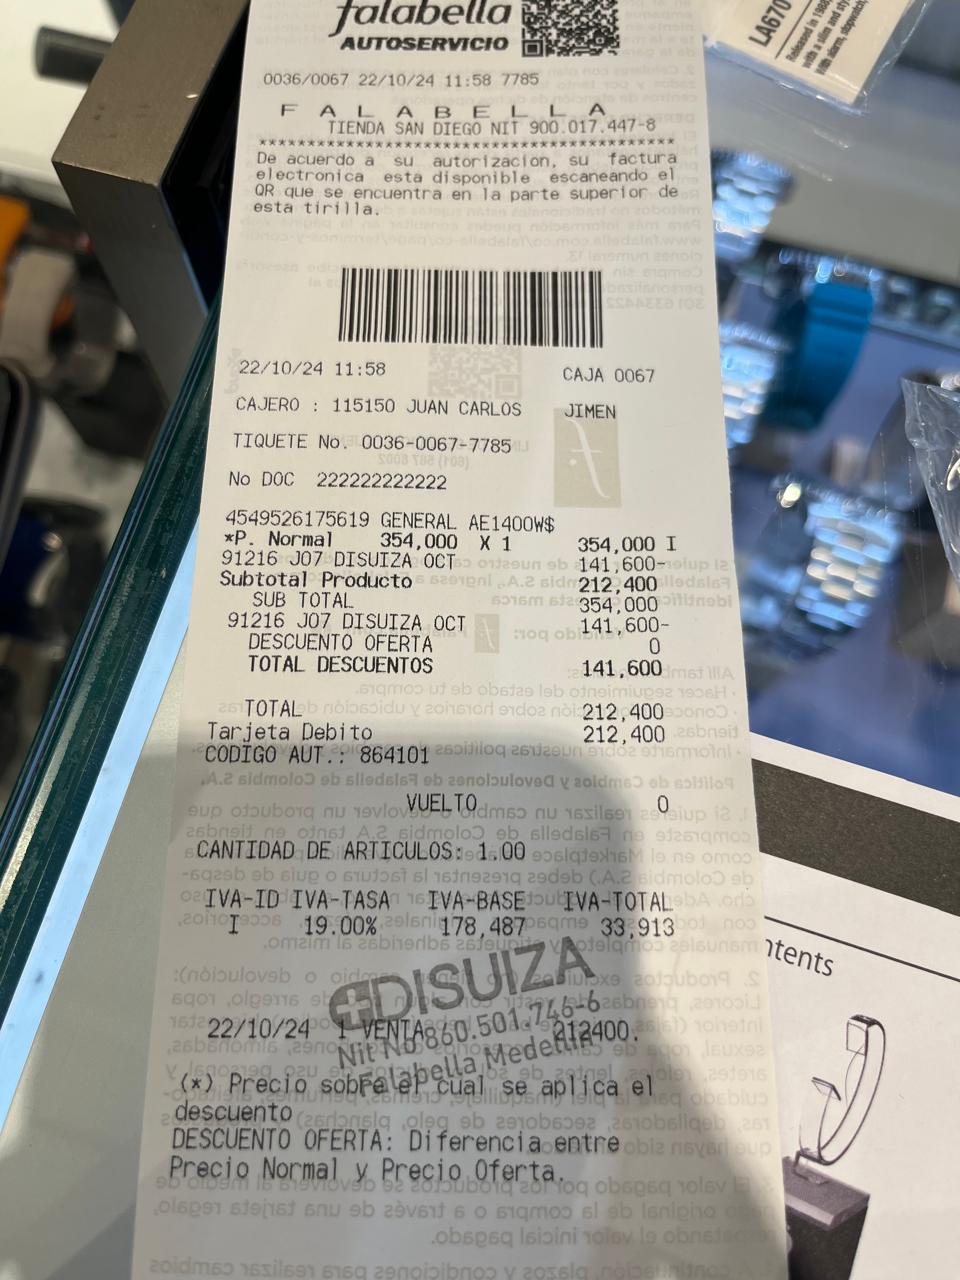 falabella
AUTOSERVICIO
LA670
0036/0067 22/10/24 11:58 7785
F A L A B E L L A
TIENDA SAN DIEGO NIT 900.017.447-8
******************************************
De acuerdo a su autorizacion, su factura
electronica esta disponible escaneando el
QR que se encuentra en la parte superior de
esta tirilla.
22/10/24 11:58 CAJA 0067
CAJERO : 115150 JUAN CARLOS JIMEN
TIQUETE No. 0036-0067-7785
No DOC 222222222222
4549526175619 GENERAL AE1400W$
*P. Normal 354,000 X 1 354,000 I
91216 J07 DISUIZA OCT 141,600-
Subtotal Producto 212,400
SUB TOTAL 354,000
91216 J07 DISUIZA OCT 141,600-
DESCUENTO OFERTA 0
TOTAL DESCUENTOS 141,600
TOTAL 212,400
Tarjeta Debito 212,400
CODIGO AUT.: 864101
VUELTO 0
CANTIDAD DE ARTICULOS: 1.00
IVA-ID IVA-TASA IVA-BASE IVA-TOTAL
I 19.00% 178,487 33,913
DISUIZA
Nit No 860.501.746-6
Falabella Medellin
22/10/24 1 VENTA 212400.
(*) Precio sobre el cual se aplica el
descuento
DESCUENTO OFERTA: Diferencia entre
Precio Normal y Precio Oferta.
ntents